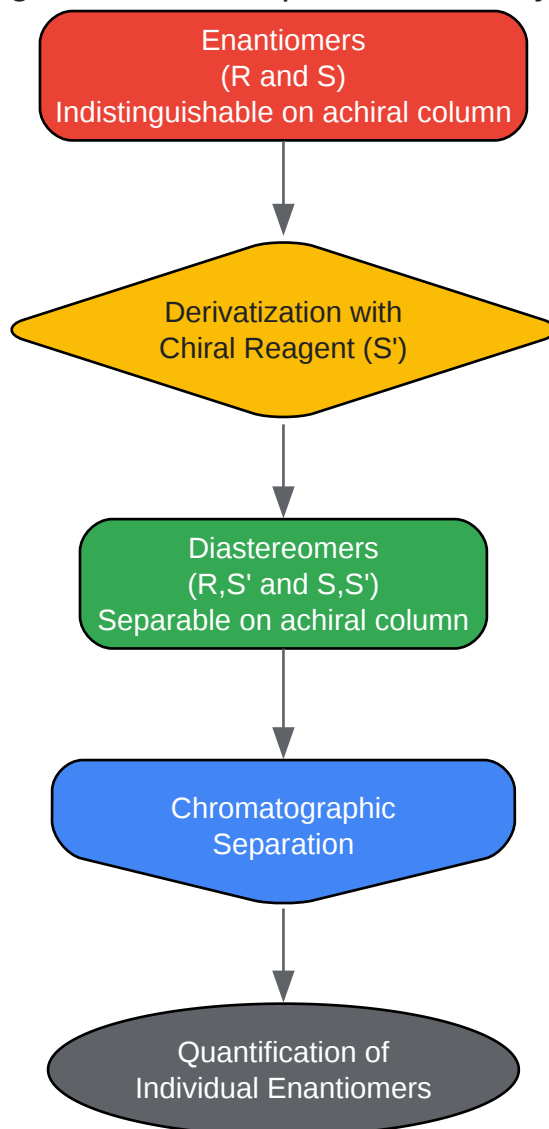 Enantiomers
(R and S)
Indistinguishable on achiral column
Derivatization with
Chiral Reagent (S')
Diastereomers
(R,S' and S,S')
Separable on achiral column
Chromatographic
Separation
Quantification of
Individual Enantiomers